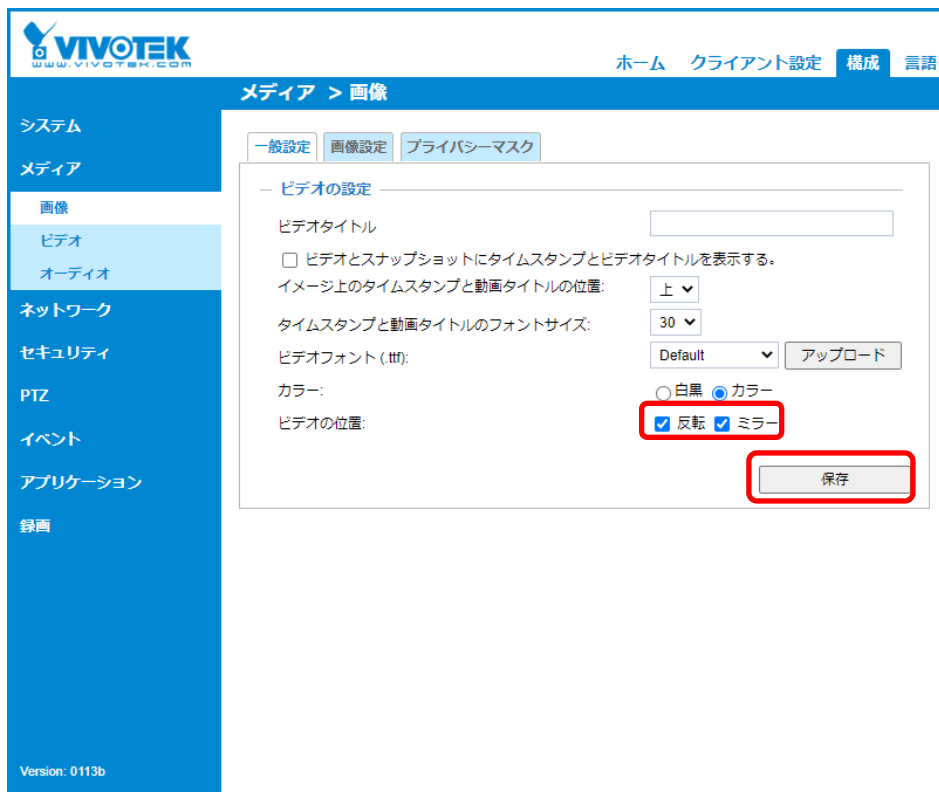 VIVOTEK
www.vivotek.com
ホーム クライアント設定 構成 言語
メディア > 画像
システム
メディア
画像
ビデオ
オーディオ
ネットワーク
セキュリティ
PTZ
イベント
アプリケーション
録画
Version: 0113b
一般設定 画像設定 プライバシーマスク
ビデオの設定
ビデオタイトル
ビデオとスナップショットにタイムスタンプとビデオタイトルを表示する。
イメージ上のタイムスタンプと動画タイトルの位置: 上
タイムスタンプと動画タイトルのフォントサイズ: 30
ビデオフォント (.ttf): Default アップロード
カラー: 白黒 カラー
ビデオの位置: 反転 ミラー
保存